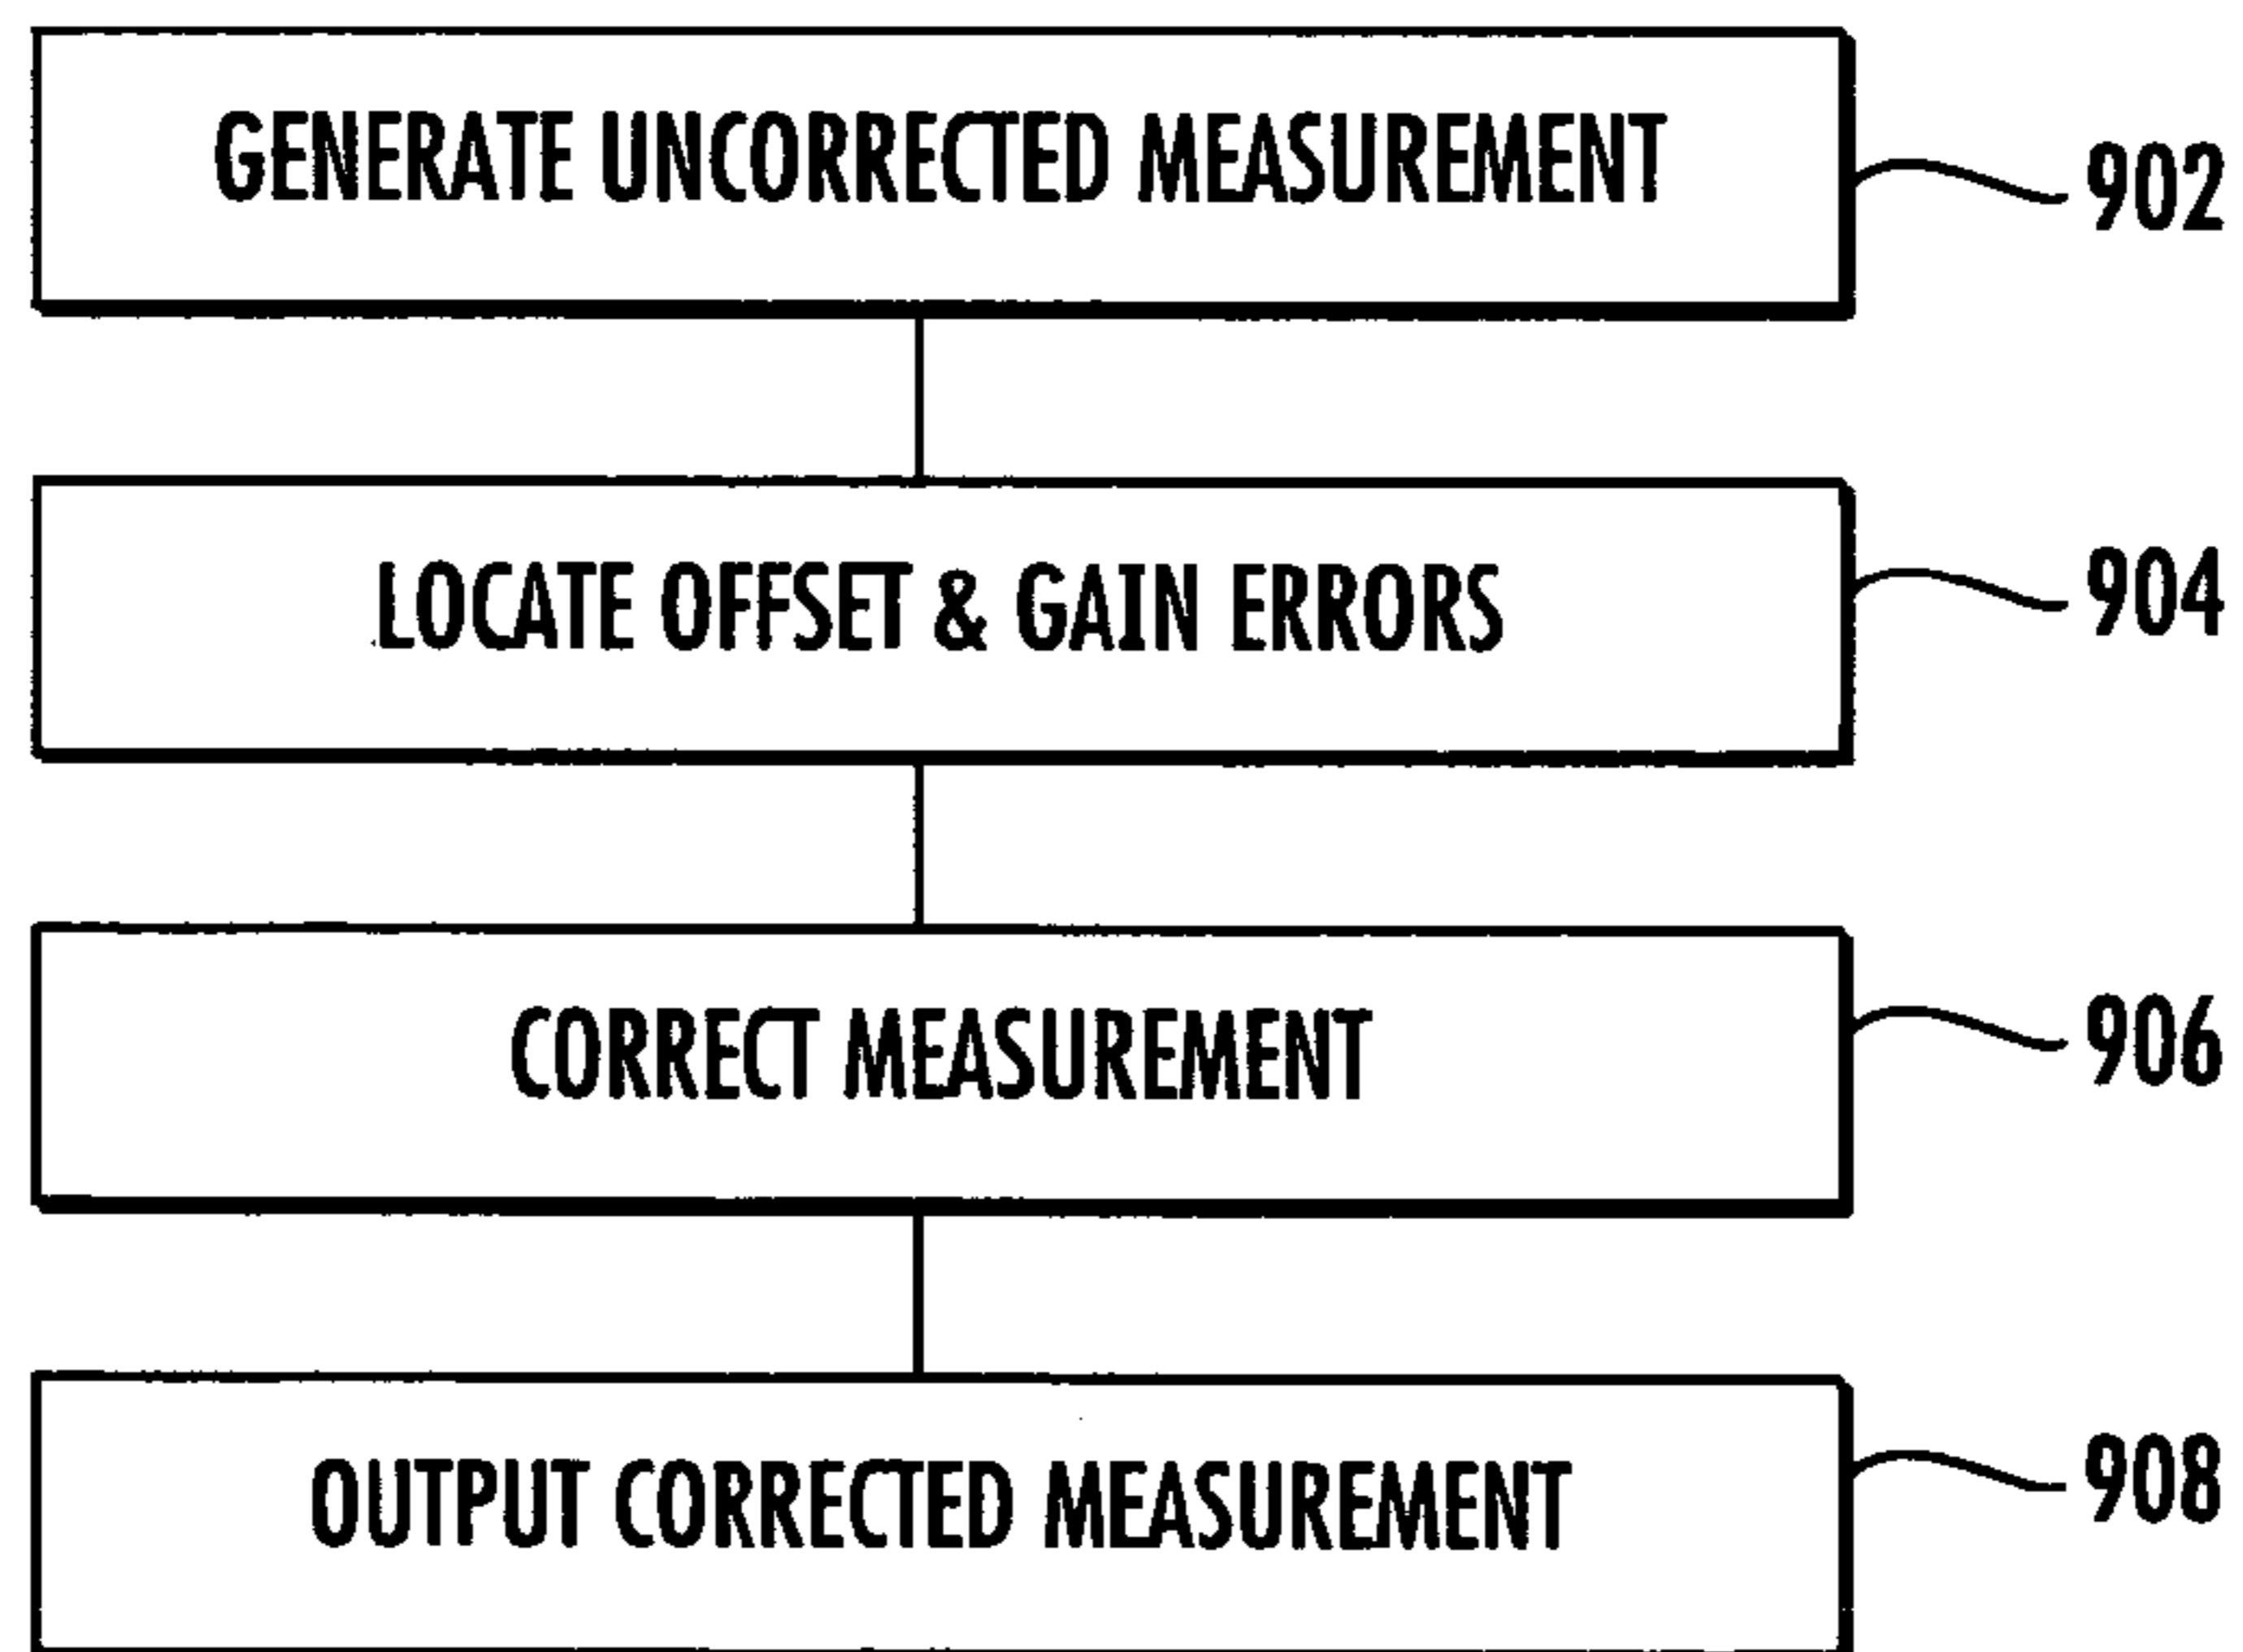 GENERATE UNCORRECTED MEASUREMENT
902
LOCATE OFFSET & GAIN ERRORS
904
CORRECT MEASUREMENT
906
OUTPUT CORRECTED MEASUREMENT
908